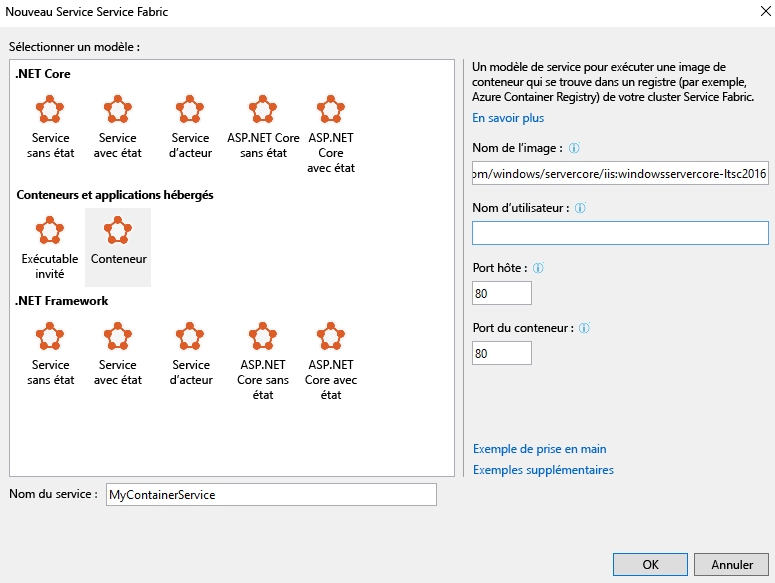 Nouveau Service Service Fabric
Sélectionner un modèle :
.NET Core
Service
sans état
Service
avec état
Service
d'acteur
ASP.NET Core
sans état
ASP.NET
Core
avec état
Conteneurs et applications hébergés
Exécutable
invité
Conteneur
.NET Framework
Service
sans état
Service
avec état
Service
d'acteur
ASP.NET
Core sans
état
ASP.NET
Core avec
état
Un modèle de service pour exécuter une image de
conteneur qui se trouve dans un registre (par exemple,
Azure Container Registry) de votre cluster Service Fabric.
En savoir plus
Nom de l'image :
om/windows/servercore/iis:windowsservercore-ltsc2016
Nom d'utilisateur :
Port hôte :
80
Port du conteneur :
80
Exemple de prise en main
Exemples supplémentaires
Nom du service :
MyContainerService
OK
Annuler